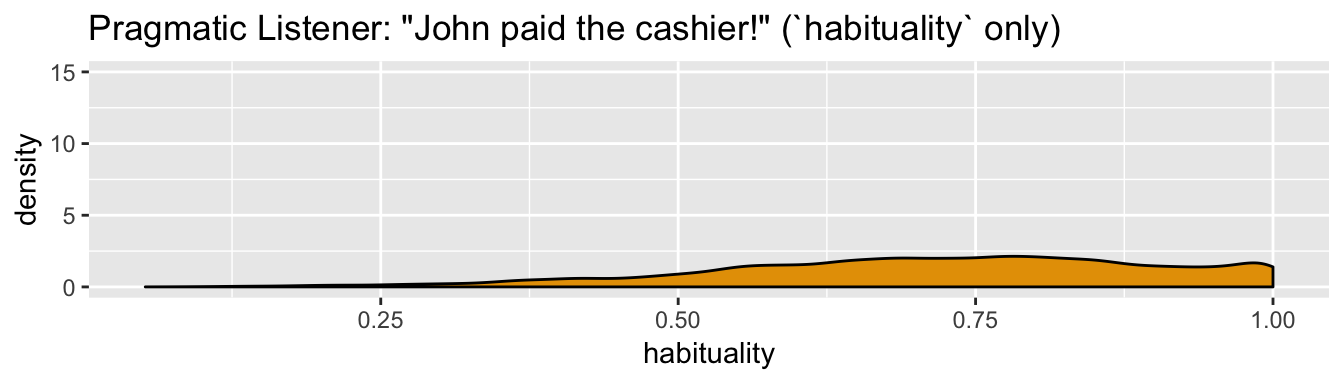 Pragmatic Listener: "John paid the cashier!" (`habituality` only)
15
10
5
0
density
0.25 0.50 0.75 1.00
habituality